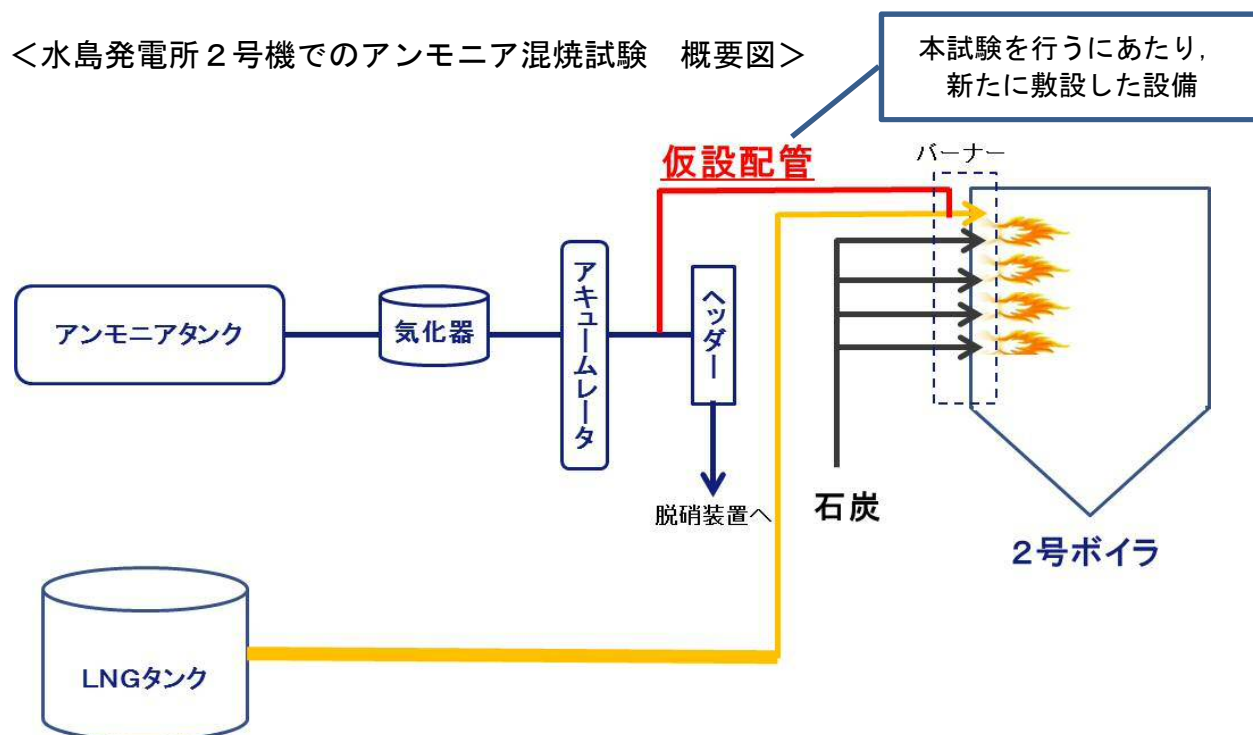 ＜水島発電所２号機でのアンモニア混焼試験　概要図＞
本試験を行うにあたり，
新たに敷設した設備
仮設配管
バーナー
アンモニアタンク
気化器
アキュームレータ
ヘッダー
脱硝装置へ
石炭
２号ボイラ
LNGタンク